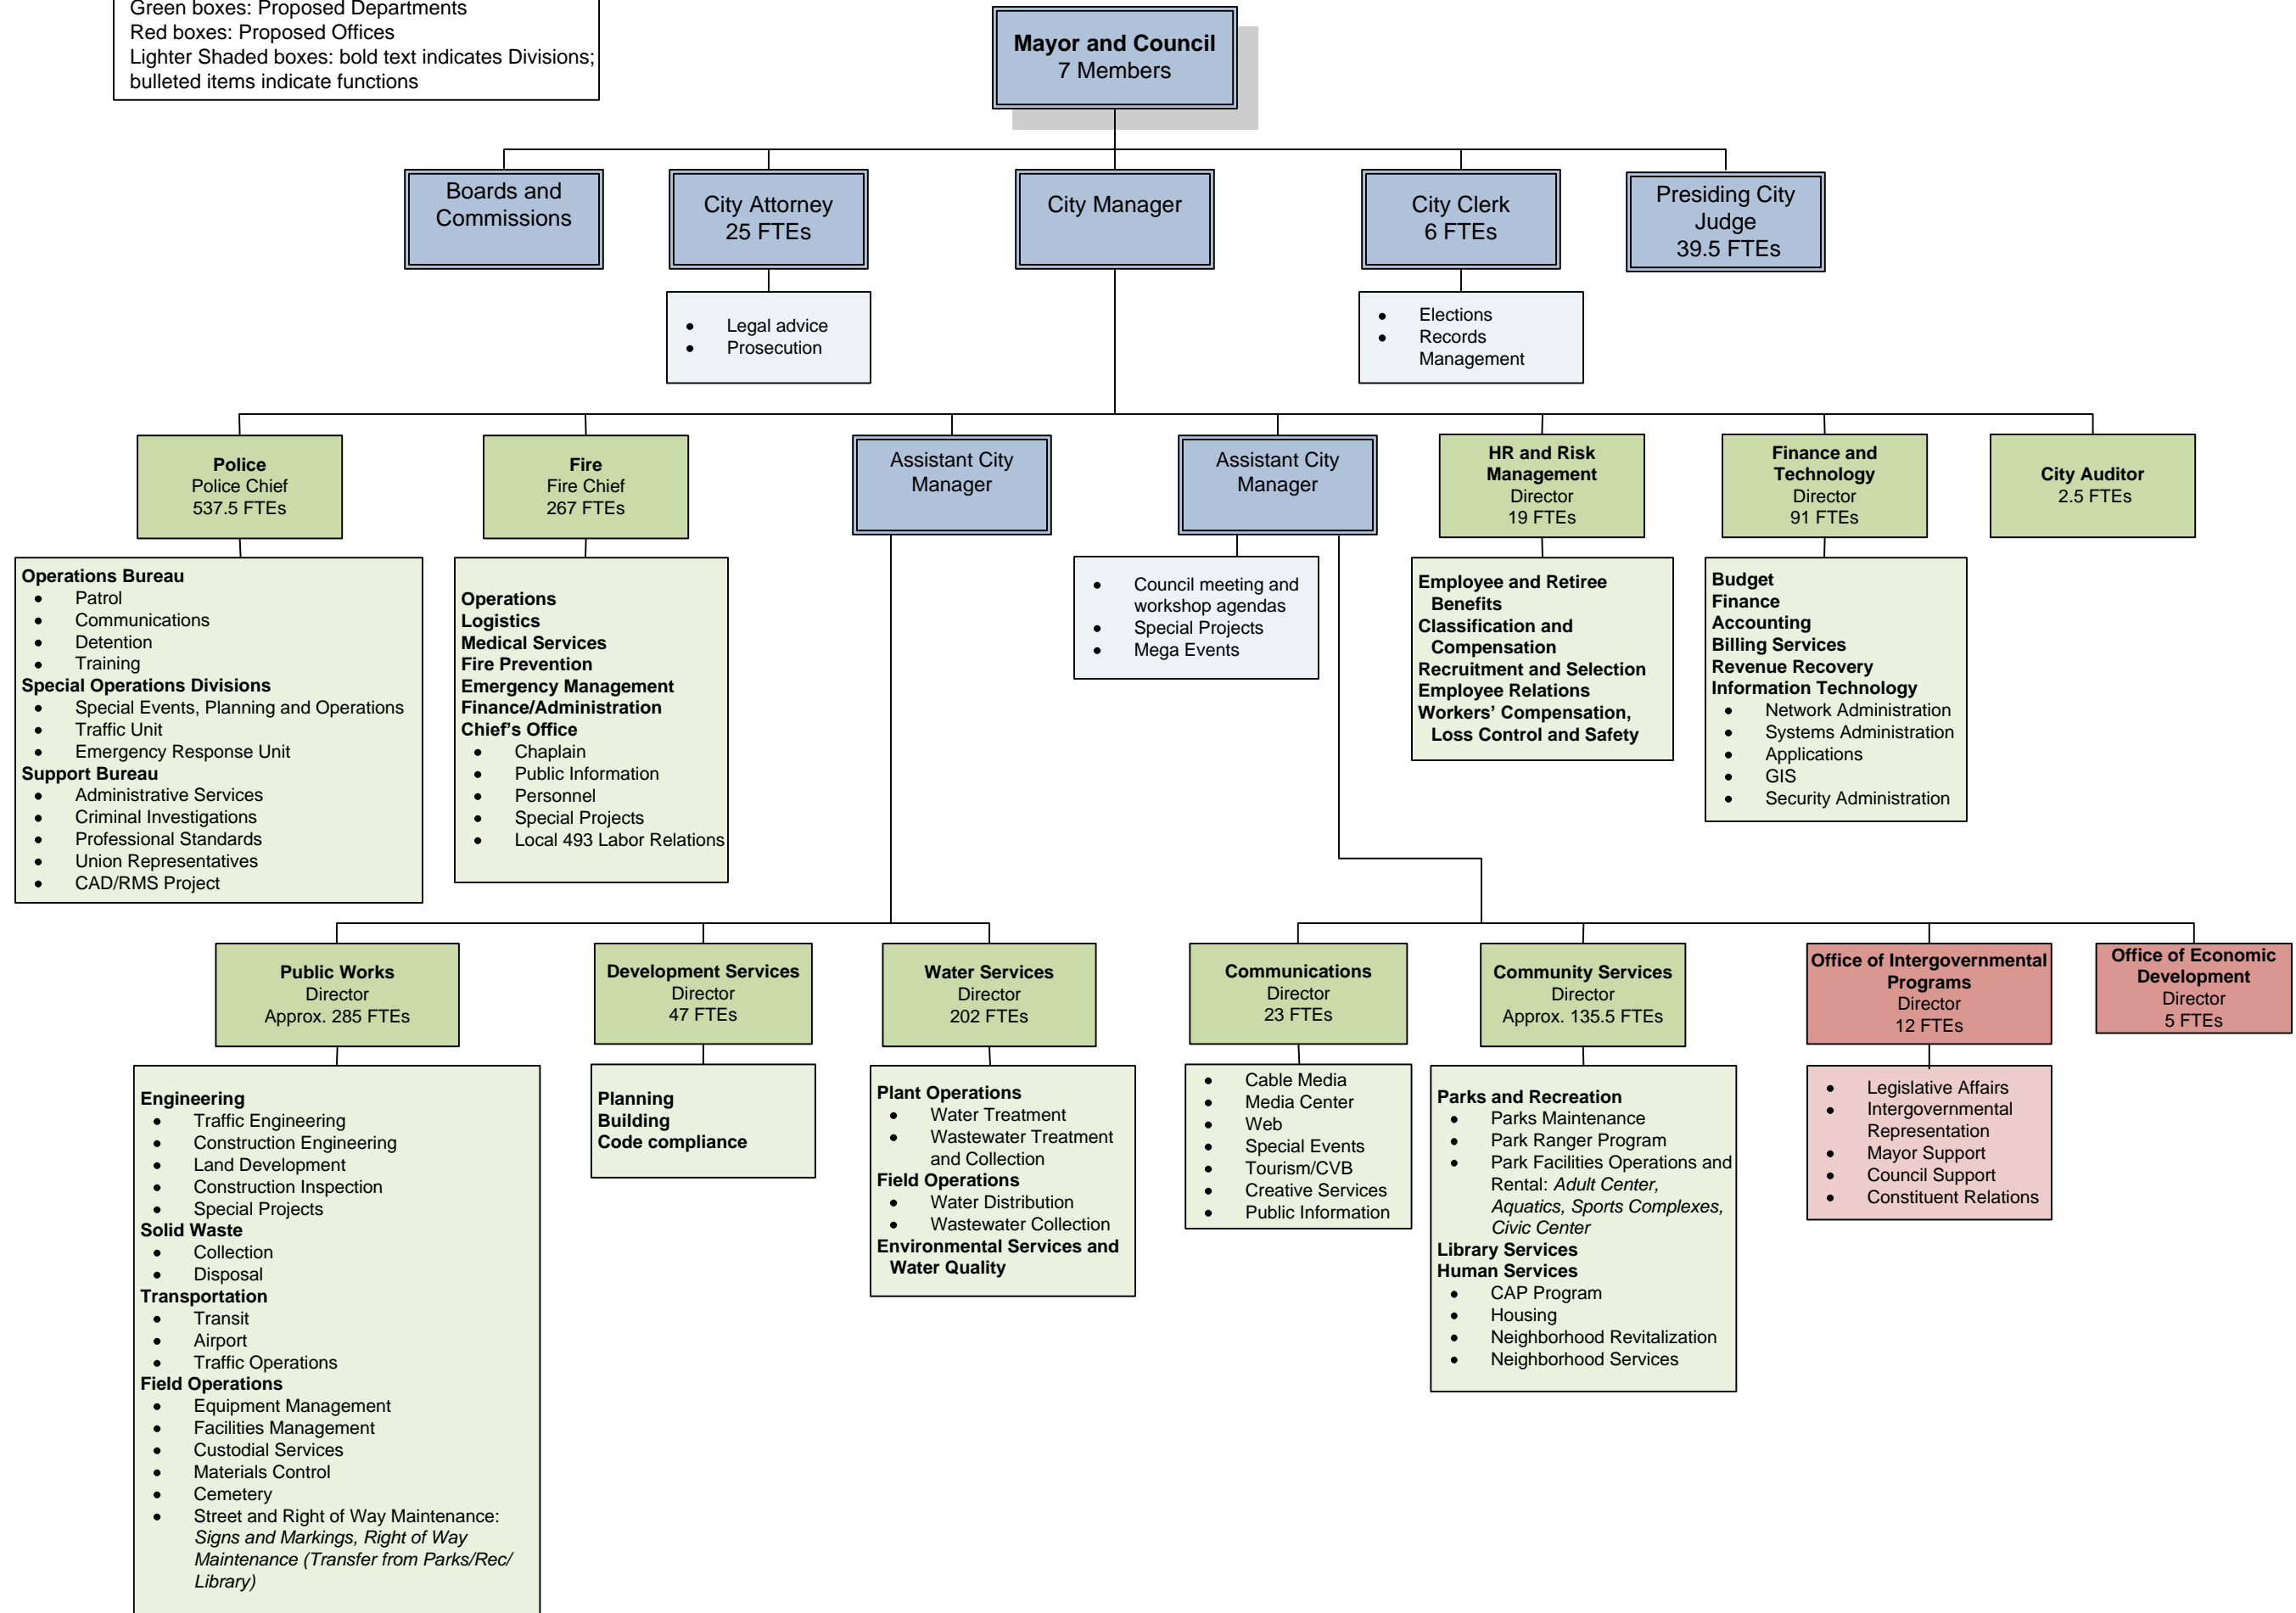 Green boxes: Proposed Departments
Red boxes: Proposed Offices
Lighter Shaded boxes: bold text indicates Divisions;
bulleted items indicate functions
Mayor and Council
7 Members
Boards and
Commissions
City Attorney
25 FTEs
City Manager
City Clerk
6 FTEs
Presiding City
Judge
39.5 FTEs
• Legal advice
• Prosecution
• Elections
• Records
Management
Police
Police Chief
537.5 FTEs
Fire
Fire Chief
267 FTEs
Assistant City
Manager
Assistant City
Manager
HR and Risk
Management
Director
19 FTEs
Finance and
Technology
Director
91 FTEs
City Auditor
2.5 FTEs
Operations Bureau
• Patrol
• Communications
• Detention
• Training
Special Operations Divisions
• Special Events, Planning and Operations
• Traffic Unit
• Emergency Response Unit
Support Bureau
• Administrative Services
• Criminal Investigations
• Professional Standards
• Union Representatives
• CAD/RMS Project
Operations
Logistics
Medical Services
Fire Prevention
Emergency Management
Finance/Administration
Chief's Office
• Chaplain
• Public Information
• Personnel
• Special Projects
• Local 493 Labor Relations
• Council meeting and
workshop agendas
• Special Projects
• Mega Events
Employee and Retiree
Benefits
Classification and
Compensation
Recruitment and Selection
Employee Relations
Workers' Compensation,
Loss Control and Safety
Budget
Finance
Accounting
Billing Services
Revenue Recovery
Information Technology
• Network Administration
• Systems Administration
• Applications
• GIS
• Security Administration
Public Works
Director
Approx. 285 FTEs
Development Services
Director
47 FTEs
Water Services
Director
202 FTEs
Communications
Director
23 FTEs
Community Services
Director
Approx. 135.5 FTEs
Office of Intergovernmental
Programs
Director
12 FTEs
Office of Economic
Development
Director
5 FTEs
Engineering
• Traffic Engineering
• Construction Engineering
• Land Development
• Construction Inspection
• Special Projects
Solid Waste
• Collection
• Disposal
Transportation
• Transit
• Airport
• Traffic Operations
Field Operations
• Equipment Management
• Facilities Management
• Custodial Services
• Materials Control
• Cemetery
• Street and Right of Way Maintenance:
Signs and Markings, Right of Way
Maintenance (Transfer from Parks/Rec/
Library)
Planning
Building
Code compliance
Plant Operations
• Water Treatment
• Wastewater Treatment
and Collection
Field Operations
• Water Distribution
• Wastewater Collection
Environmental Services and
Water Quality
• Cable Media
• Media Center
• Web
• Special Events
• Tourism/CVB
• Creative Services
• Public Information
Parks and Recreation
• Parks Maintenance
• Park Ranger Program
• Park Facilities Operations and
Rental: Adult Center,
Aquatics, Sports Complexes,
Civic Center
Library Services
Human Services
• CAP Program
• Housing
• Neighborhood Revitalization
• Neighborhood Services
• Legislative Affairs
• Intergovernmental
Representation
• Mayor Support
• Council Support
• Constituent Relations